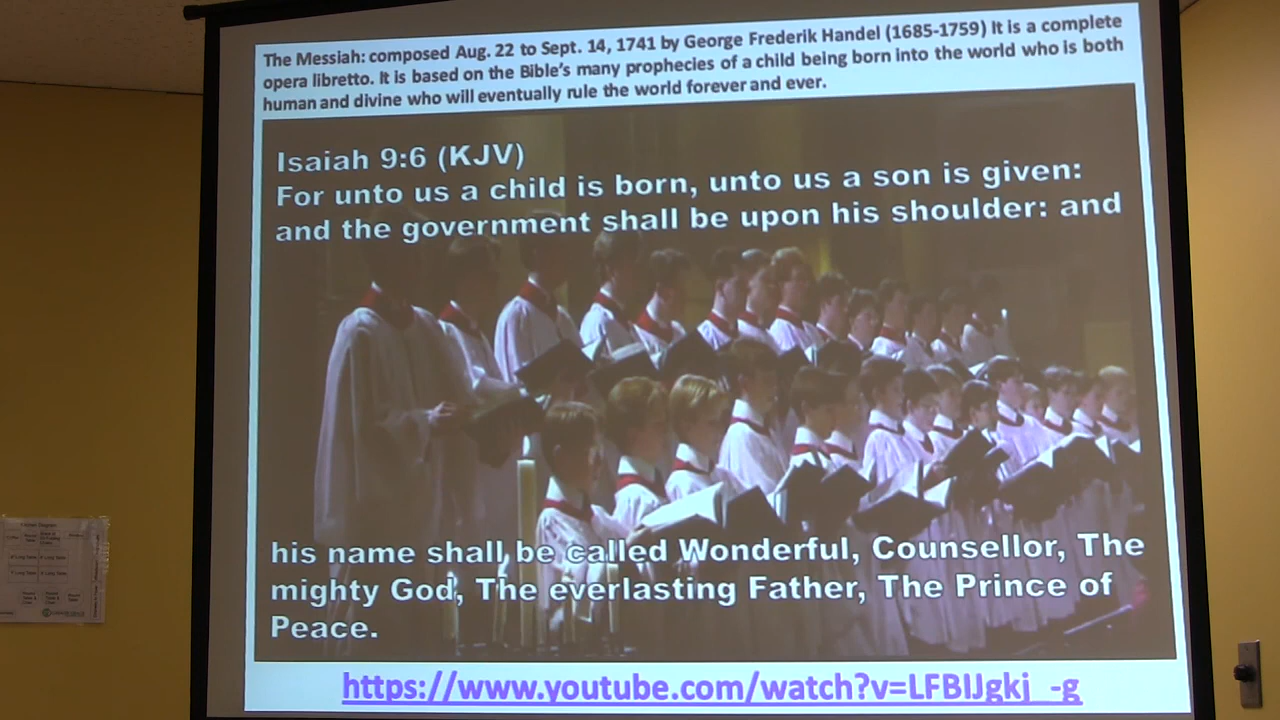 The Messiah: composed Aug. 22 to Sept. 14, 1741 by George Frederik Handel (1685-1759) It is a complete
opera libretto. It is based on the Bible's many prophecies of a child being born into the world who is both
human and divine who will eventually rule the world forever and ever.
Isaiah 9:6 (KJV)
For unto us a child is born, unto us a son is given:
and the government shall be upon his shoulder: and
his name shall be called Wonderful, Counsellor, The
mighty God, The everlasting Father, The Prince of
Peace.
https://www.youtube.com/watch?v=LFBIJgkj_-g